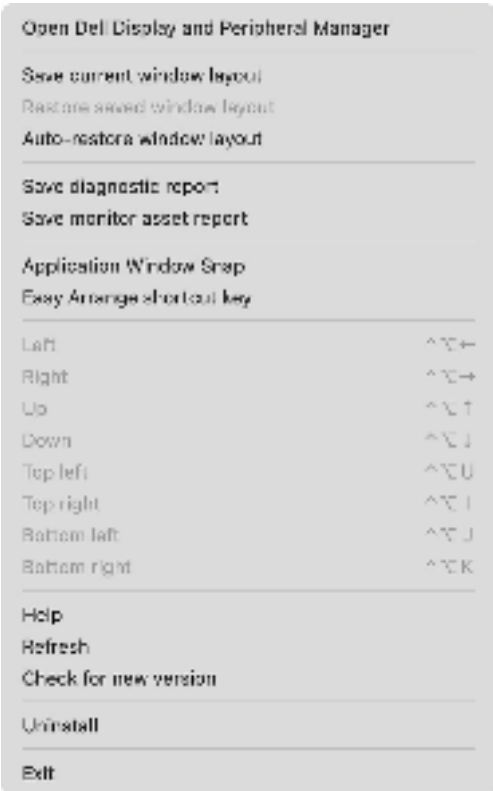 Open Dell Display and Peripheral Manager
Save current window layout
Restore saved window layout
Auto-restore window layout
Save diagnostic report
Save monitor asset report
Application Window Snap
Easy Arrange shortcut key
Left ^⌥←
Right ^⌥→
Up ^⌥↑
Down ^⌥↓
Top left ^⌥U
Top right ^⌥I
Bottom left ^⌥J
Bottom right ^⌥K
Help
Refresh
Check for new version
Uninstall
Exit